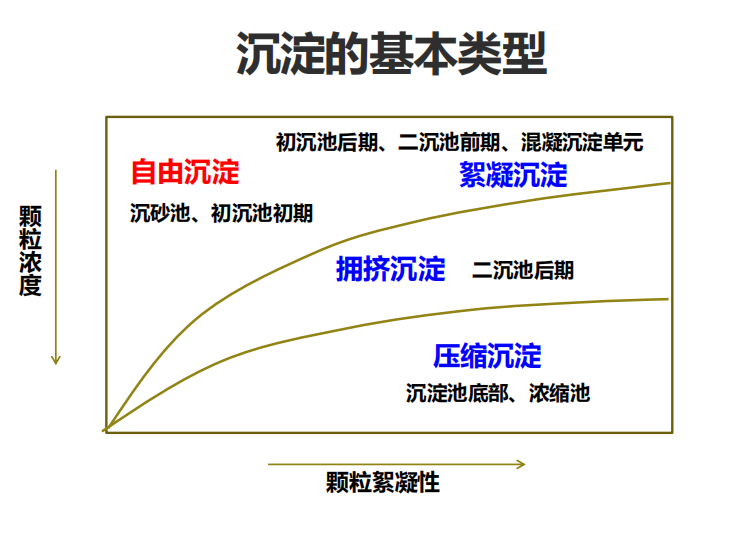 沉淀的基本类型
初沉池后期、二沉池前期、混凝沉淀单元
自由沉淀
絮凝沉淀
沉砂池、初沉池初期
颗粒浓度
拥挤沉淀
二沉池后期
压缩沉淀
沉淀池底部、浓缩池
颗粒絮凝性